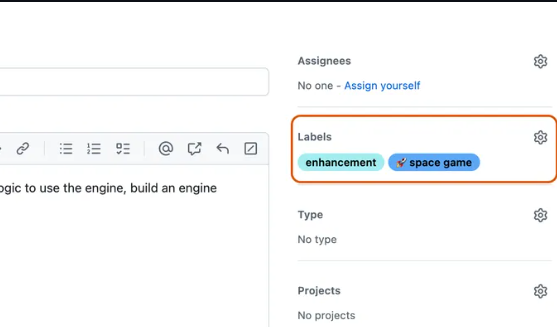 Assignees
No one - Assign yourself
Labels
enhancement 🚀 space game
ogic to use the engine, build an engine
Type
No type
Projects
No projects